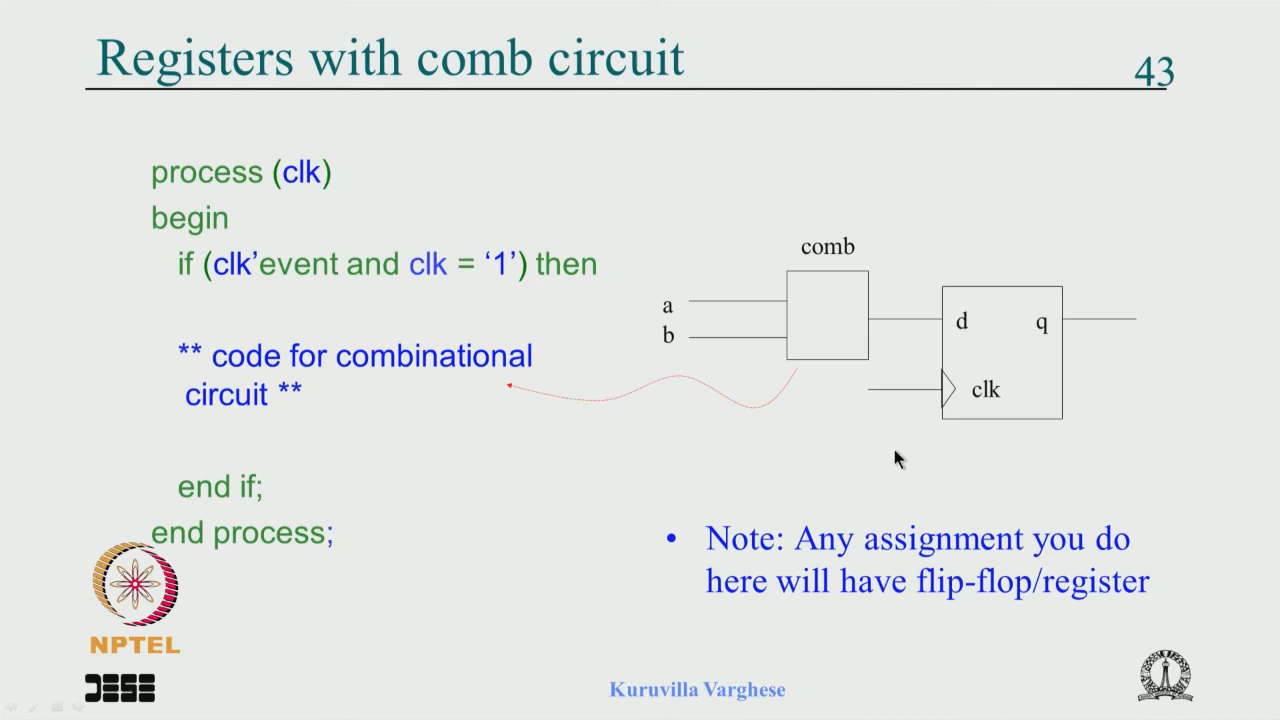 Registers with comb circuit
43
process (clk)
begin
if (clk’event and clk = ‘1’) then
** code for combinational
circuit **
end if;
end process;
comb
a
b
d
q
clk
• Note: Any assignment you do
here will have flip-flop/register
NPTEL
DESE
Kuruvilla Varghese